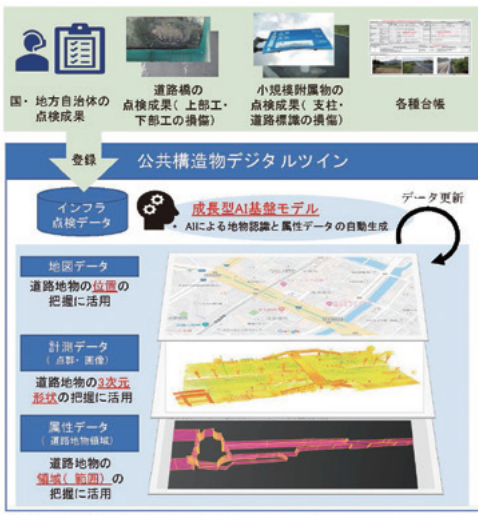 国・地方自治体の
点検成果
道路橋の
点検成果(上部工・
下部工の損傷)
小規模附属物の
点検成果(支柱・
道路標識の損傷)
各種台帳
登録
公共構造物デジタルツイン
インフラ
点検データ
成長型AI基盤モデル
・ AIによる地物認識と属性データの自動生成
データ更新
地図データ
道路地物の位置の
把握に活用
計測データ
(点群・画像)
道路地物の3次元
形状の把握に活用
属性データ
(道路地物領域)
道路地物の
領域(範囲)の
把握に活用